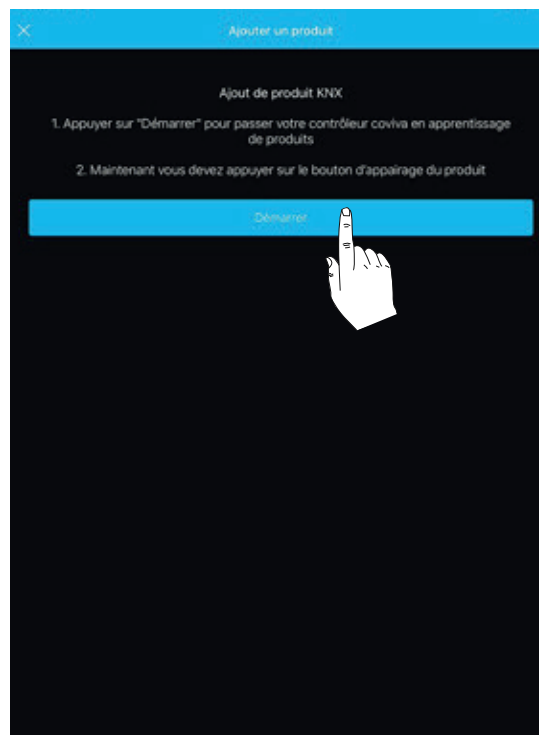 Ajouter un produit
Ajout de produit KNX
1. Appuyer sur "Démarrer" pour passer votre contrôleur coviva en apprentissage
de produits
2. Maintenant vous devez appuyer sur le bouton d'appairage du produit
Démarrer